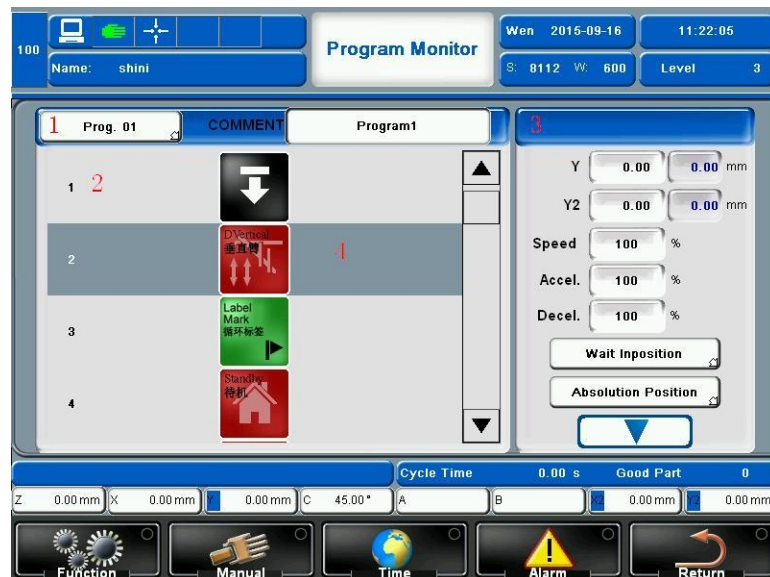 100
Program Monitor
Wen 2015-09-16
11:22:05
Name: shini
S: 8112 W: 600
Level 3
1 Prog. 01
COMMENT
Program1
3
1 2
2
DVertical
垂直臂
4
3
Label
Mark
循环标签
4
Standby
待机
Y 0.00 0.00 mm
Y2 0.00 0.00 mm
Speed 100 %
Accel. 100 %
Decel. 100 %
Wait Inposition
Absolution Position
Cycle Time 0.00 s Good Part 0
Z 0.00 mm X 0.00 mm Y 0.00 mm C 45.00° A B X2 0.00 mm Y2 0.00 mm
Function
Manual
Time
Alarm
Return